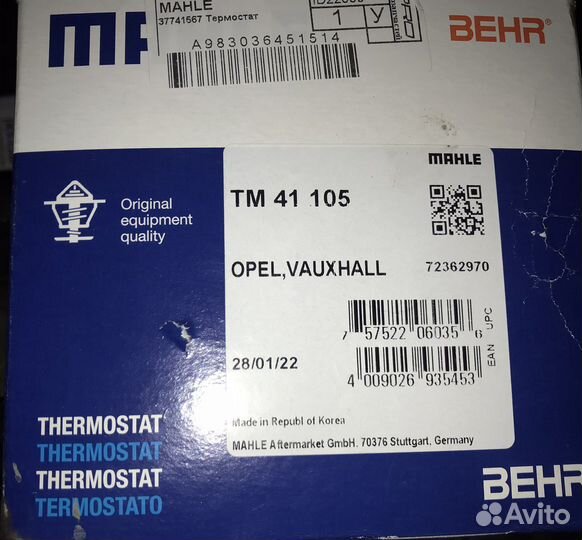 MAHLE
37741567 Термостат
1 У
A983036451514
BEHR®
MAHLE
Original
equipment
quality
TM 41 105
OPEL,VAUXHALL 72362970
7 57522 06035 6
UPC
28/01/22
4 009026 935453
EAN
Made in Republ of Korea
MAHLE Aftermarket GmbH. 70376 Stuttgart, Germany
THERMOSTAT
THERMOSTAT
THERMOSTAT
TERMOSTATO
BEHR
Avito